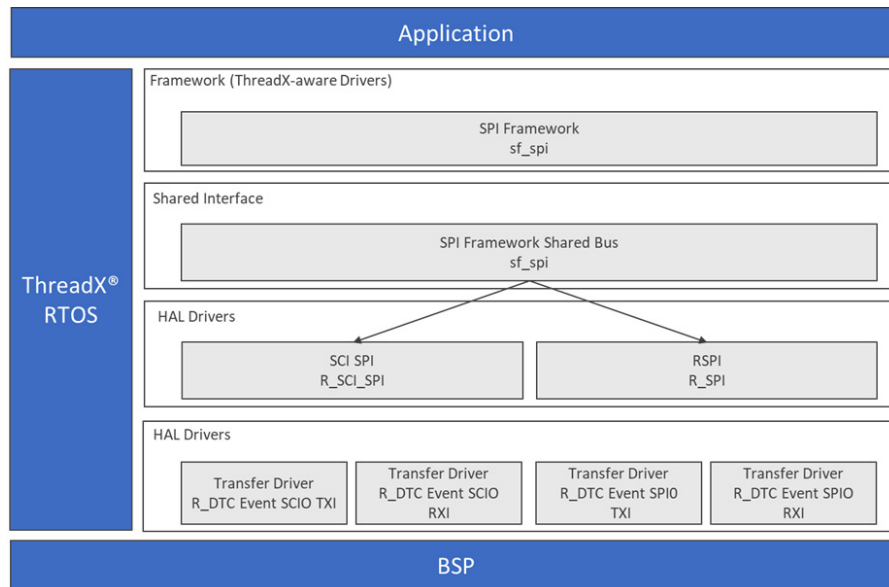 Application
ThreadX®
RTOS
Framework (ThreadX-aware Drivers)
SPI Framework
sf_spi
Shared Interface
SPI Framework Shared Bus
sf_spi
HAL Drivers
SCI SPI
R_SCI_SPI
RSPI
R_SPI
HAL Drivers
Transfer Driver
R_DTC Event SCIO TXI
Transfer Driver
R_DTC Event SCIO
RXI
Transfer Driver
R_DTC Event SPI0
TXI
Transfer Driver
R_DTC Event SPIO
RXI
BSP